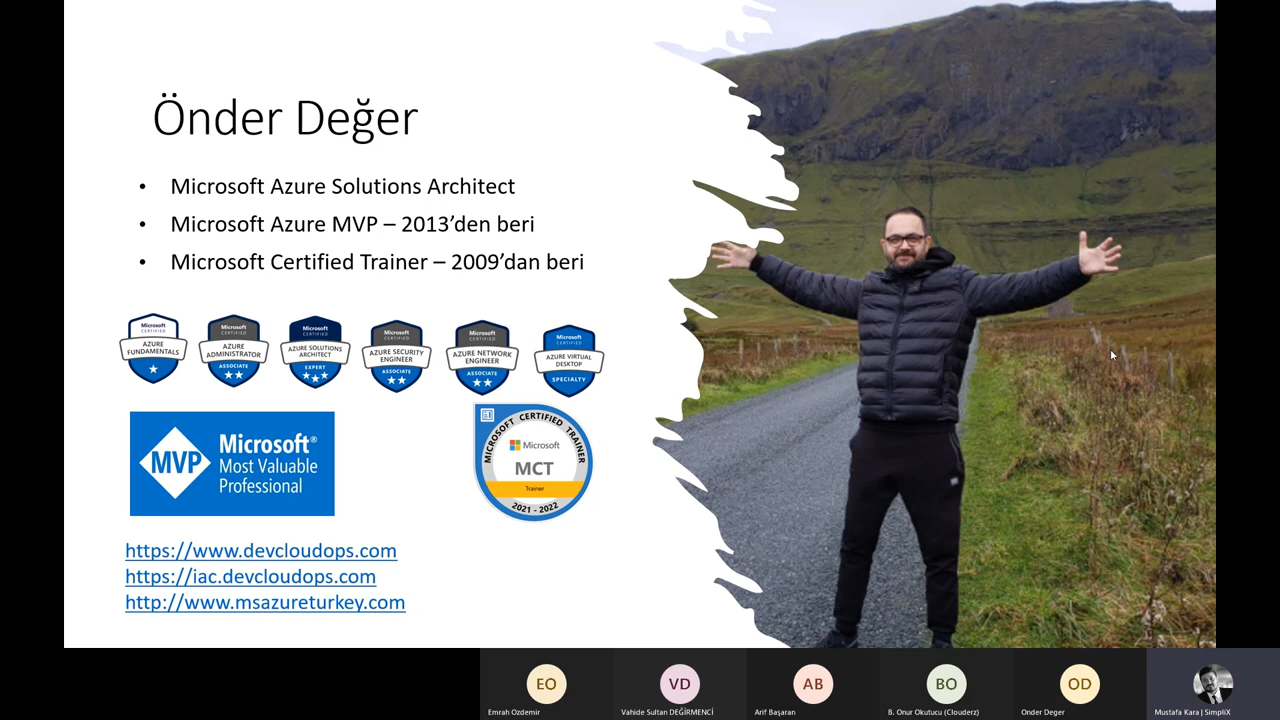 Önder Değer
• Microsoft Azure Solutions Architect
• Microsoft Azure MVP – 2013’den beri
• Microsoft Certified Trainer – 2009’dan beri
Microsoft
CERTIFIED
AZURE
FUNDAMENTALS
Microsoft
CERTIFIED
AZURE
ADMINISTRATOR
ASSOCIATE
Microsoft
CERTIFIED
AZURE SOLUTIONS
ARCHITECT
EXPERT
Microsoft
CERTIFIED
AZURE SECURITY
ENGINEER
ASSOCIATE
Microsoft
CERTIFIED
AZURE NETWORK
ENGINEER
ASSOCIATE
Microsoft
CERTIFIED
AZURE VIRTUAL
DESKTOP
SPECIALTY
MVP
Microsoft®
Most Valuable
Professional
MICROSOFT CERTIFIED TRAINER
Microsoft
MCT
Trainer
2021 - 2022
https://www.devcloudops.com
https://iac.devcloudops.com
http://www.msazureturkey.com
EO
VD
AB
BO
OD
Emrah Ozdemir
Vahide Sultan DEĞİRMENCİ
Arif Başaran
B. Onur Okutucu (Clouderz)
Onder Deger
Mustafa Kara | SimpliX